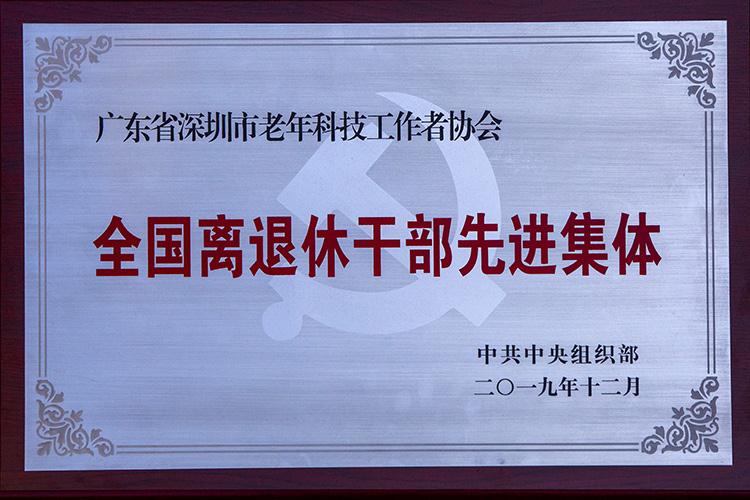 广东省深圳市老年科技工作者协会
全国离退休干部先进集体
中共中央组织部
二〇一九年十二月